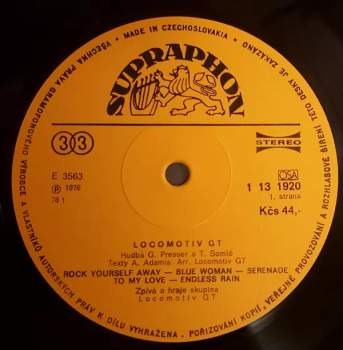 VŠECHNA PRÁVA GRAMOFONOVÉHO VÝROBCE A VLASTNÍKŮ AUTORSKÝCH PRÁV K DÍLU VYHRAŽENA. POŘIZOVÁNÍ KOPIÍ, VEŘEJNÉ PROVOZOVÁNÍ A ROZHLASOVÉ ŠÍŘENÍ TÉTO DESKY JE ZAKÁZÁNO
• MADE IN CZECHOSLOVAKIA •
SUPRAPHON
33
STEREO
E 3563
Ⓟ 1976
78 1
OSA
1 13 1920
1. strana
Kčs 44,-
LOCOMOTIV GT
Hudba G. Presser a T. Somló
Texty A. Adamis. Arr. Locomotiv GT
ROCK YOURSELF AWAY — BLUE WOMAN — SERENADE
TO MY LOVE — ENDLESS RAIN
Zpívá a hraje skupina
Locomotiv GT